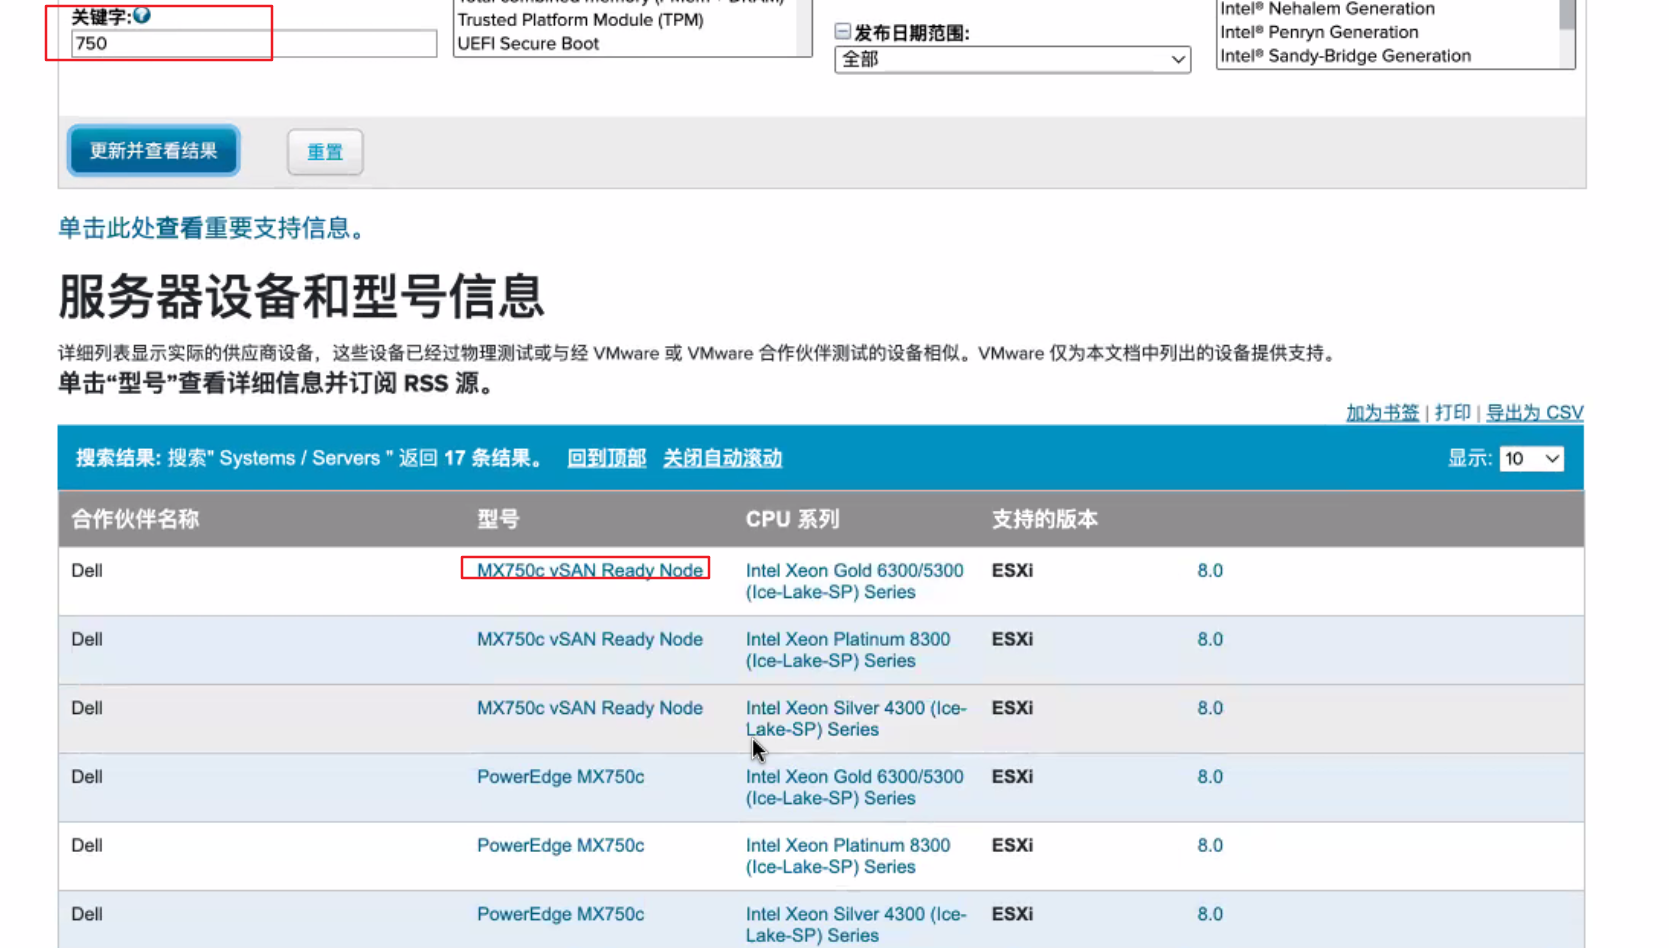 Total combined memory (PMem + DRAM)
关键字:
Trusted Platform Module (TPM)
750
UEFI Secure Boot
发布日期范围:
全部
Intel® Nehalem Generation
Intel® Penryn Generation
Intel® Sandy-Bridge Generation
更新并查看结果 重置
单击此处查看重要支持信息。
服务器设备和型号信息
详细列表显示实际的供应商设备，这些设备已经过物理测试或与经 VMware 或 VMware 合作伙伴测试的设备相似。VMware 仅为本文档中列出的设备提供支持。
单击“型号”查看详细信息并订阅 RSS 源。
加为书签 | 打印 | 导出为 CSV
搜索结果: 搜索" Systems / Servers " 返回 17 条结果。 回到顶部 关闭自动滚动 显示: 10
合作伙伴名称 型号 CPU 系列 支持的版本
Dell MX750c vSAN Ready Node Intel Xeon Gold 6300/5300 ESXi 8.0
(Ice-Lake-SP) Series
Dell MX750c vSAN Ready Node Intel Xeon Platinum 8300 ESXi 8.0
(Ice-Lake-SP) Series
Dell MX750c vSAN Ready Node Intel Xeon Silver 4300 (Ice- ESXi 8.0
Lake-SP) Series
Dell PowerEdge MX750c Intel Xeon Gold 6300/5300 ESXi 8.0
(Ice-Lake-SP) Series
Dell PowerEdge MX750c Intel Xeon Platinum 8300 ESXi 8.0
(Ice-Lake-SP) Series
Dell PowerEdge MX750c Intel Xeon Silver 4300 (Ice- ESXi 8.0
Lake-SP) Series